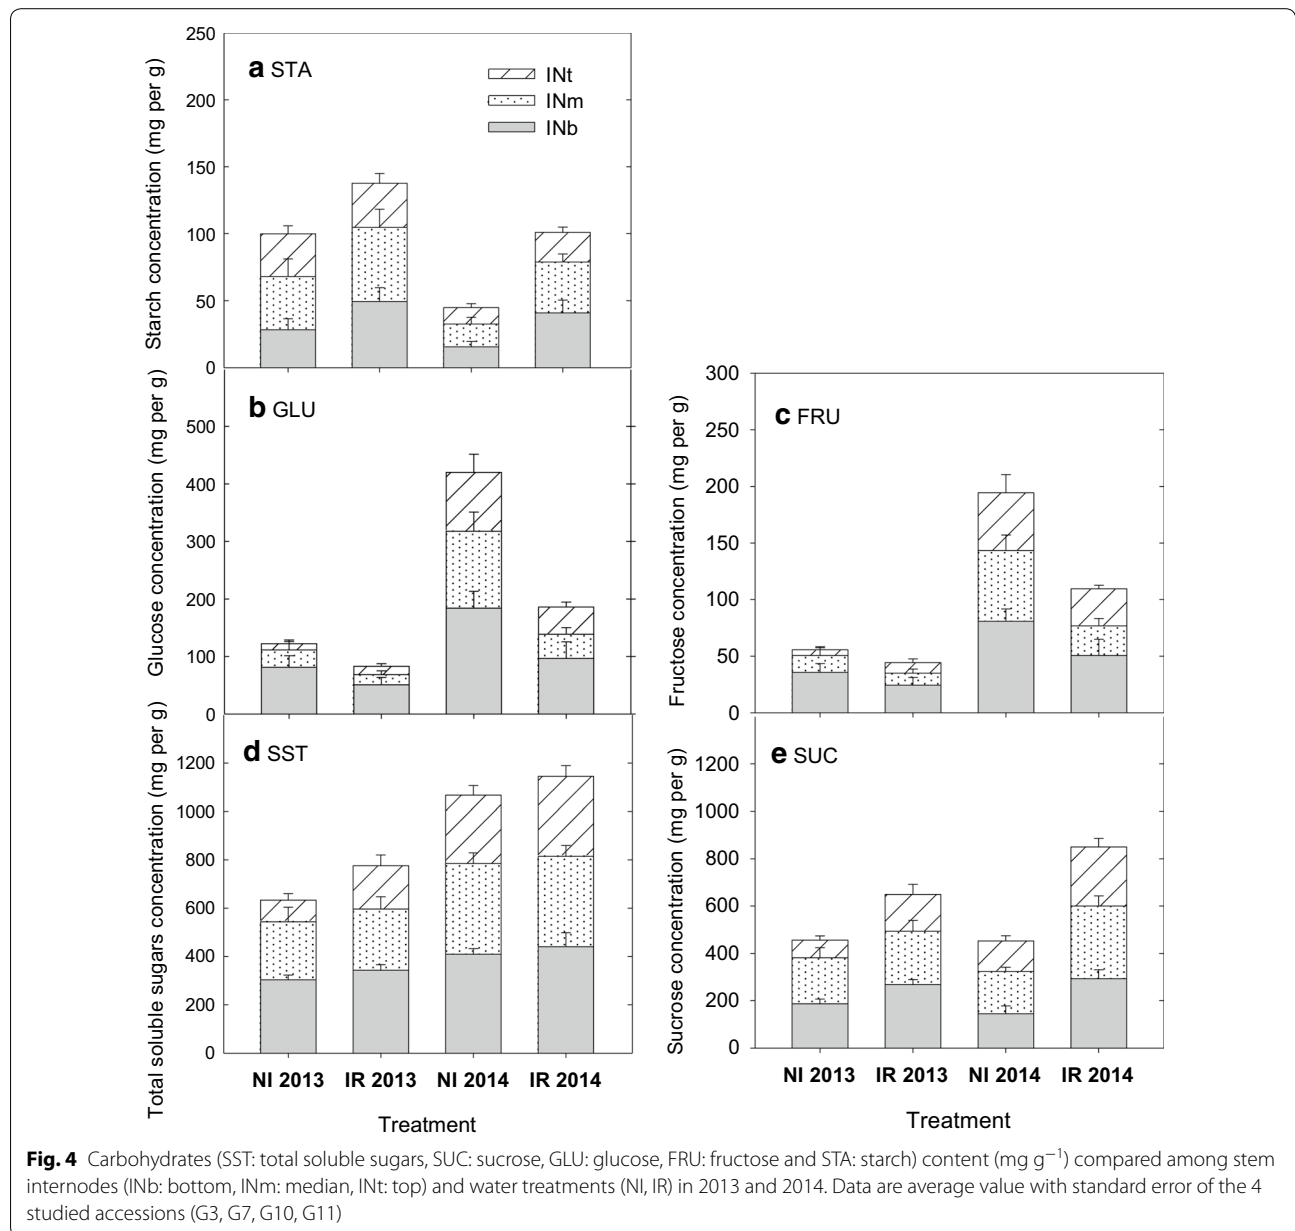 a STA
INt
INm
INb
Starch concentration (mg per g)
250
200
150
100
50
0
b GLU
Glucose concentration (mg per g)
500
400
300
200
100
0
c FRU
Fructose concentration (mg per g)
300
250
200
150
100
50
0
d SST
Total soluble sugars concentration (mg per g)
1200
1000
800
600
400
200
0
NI 2013 IR 2013 NI 2014 IR 2014
Treatment
e SUC
Sucrose concentration (mg per g)
1200
1000
800
600
400
200
0
NI 2013 IR 2013 NI 2014 IR 2014
Treatment
Fig. 4 Carbohydrates (SST: total soluble sugars, SUC: sucrose, GLU: glucose, FRU: fructose and STA: starch) content (mg g⁻¹) compared among stem
internodes (INb: bottom, INm: median, INt: top) and water treatments (NI, IR) in 2013 and 2014. Data are average value with standard error of the 4
studied accessions (G3, G7, G10, G11)